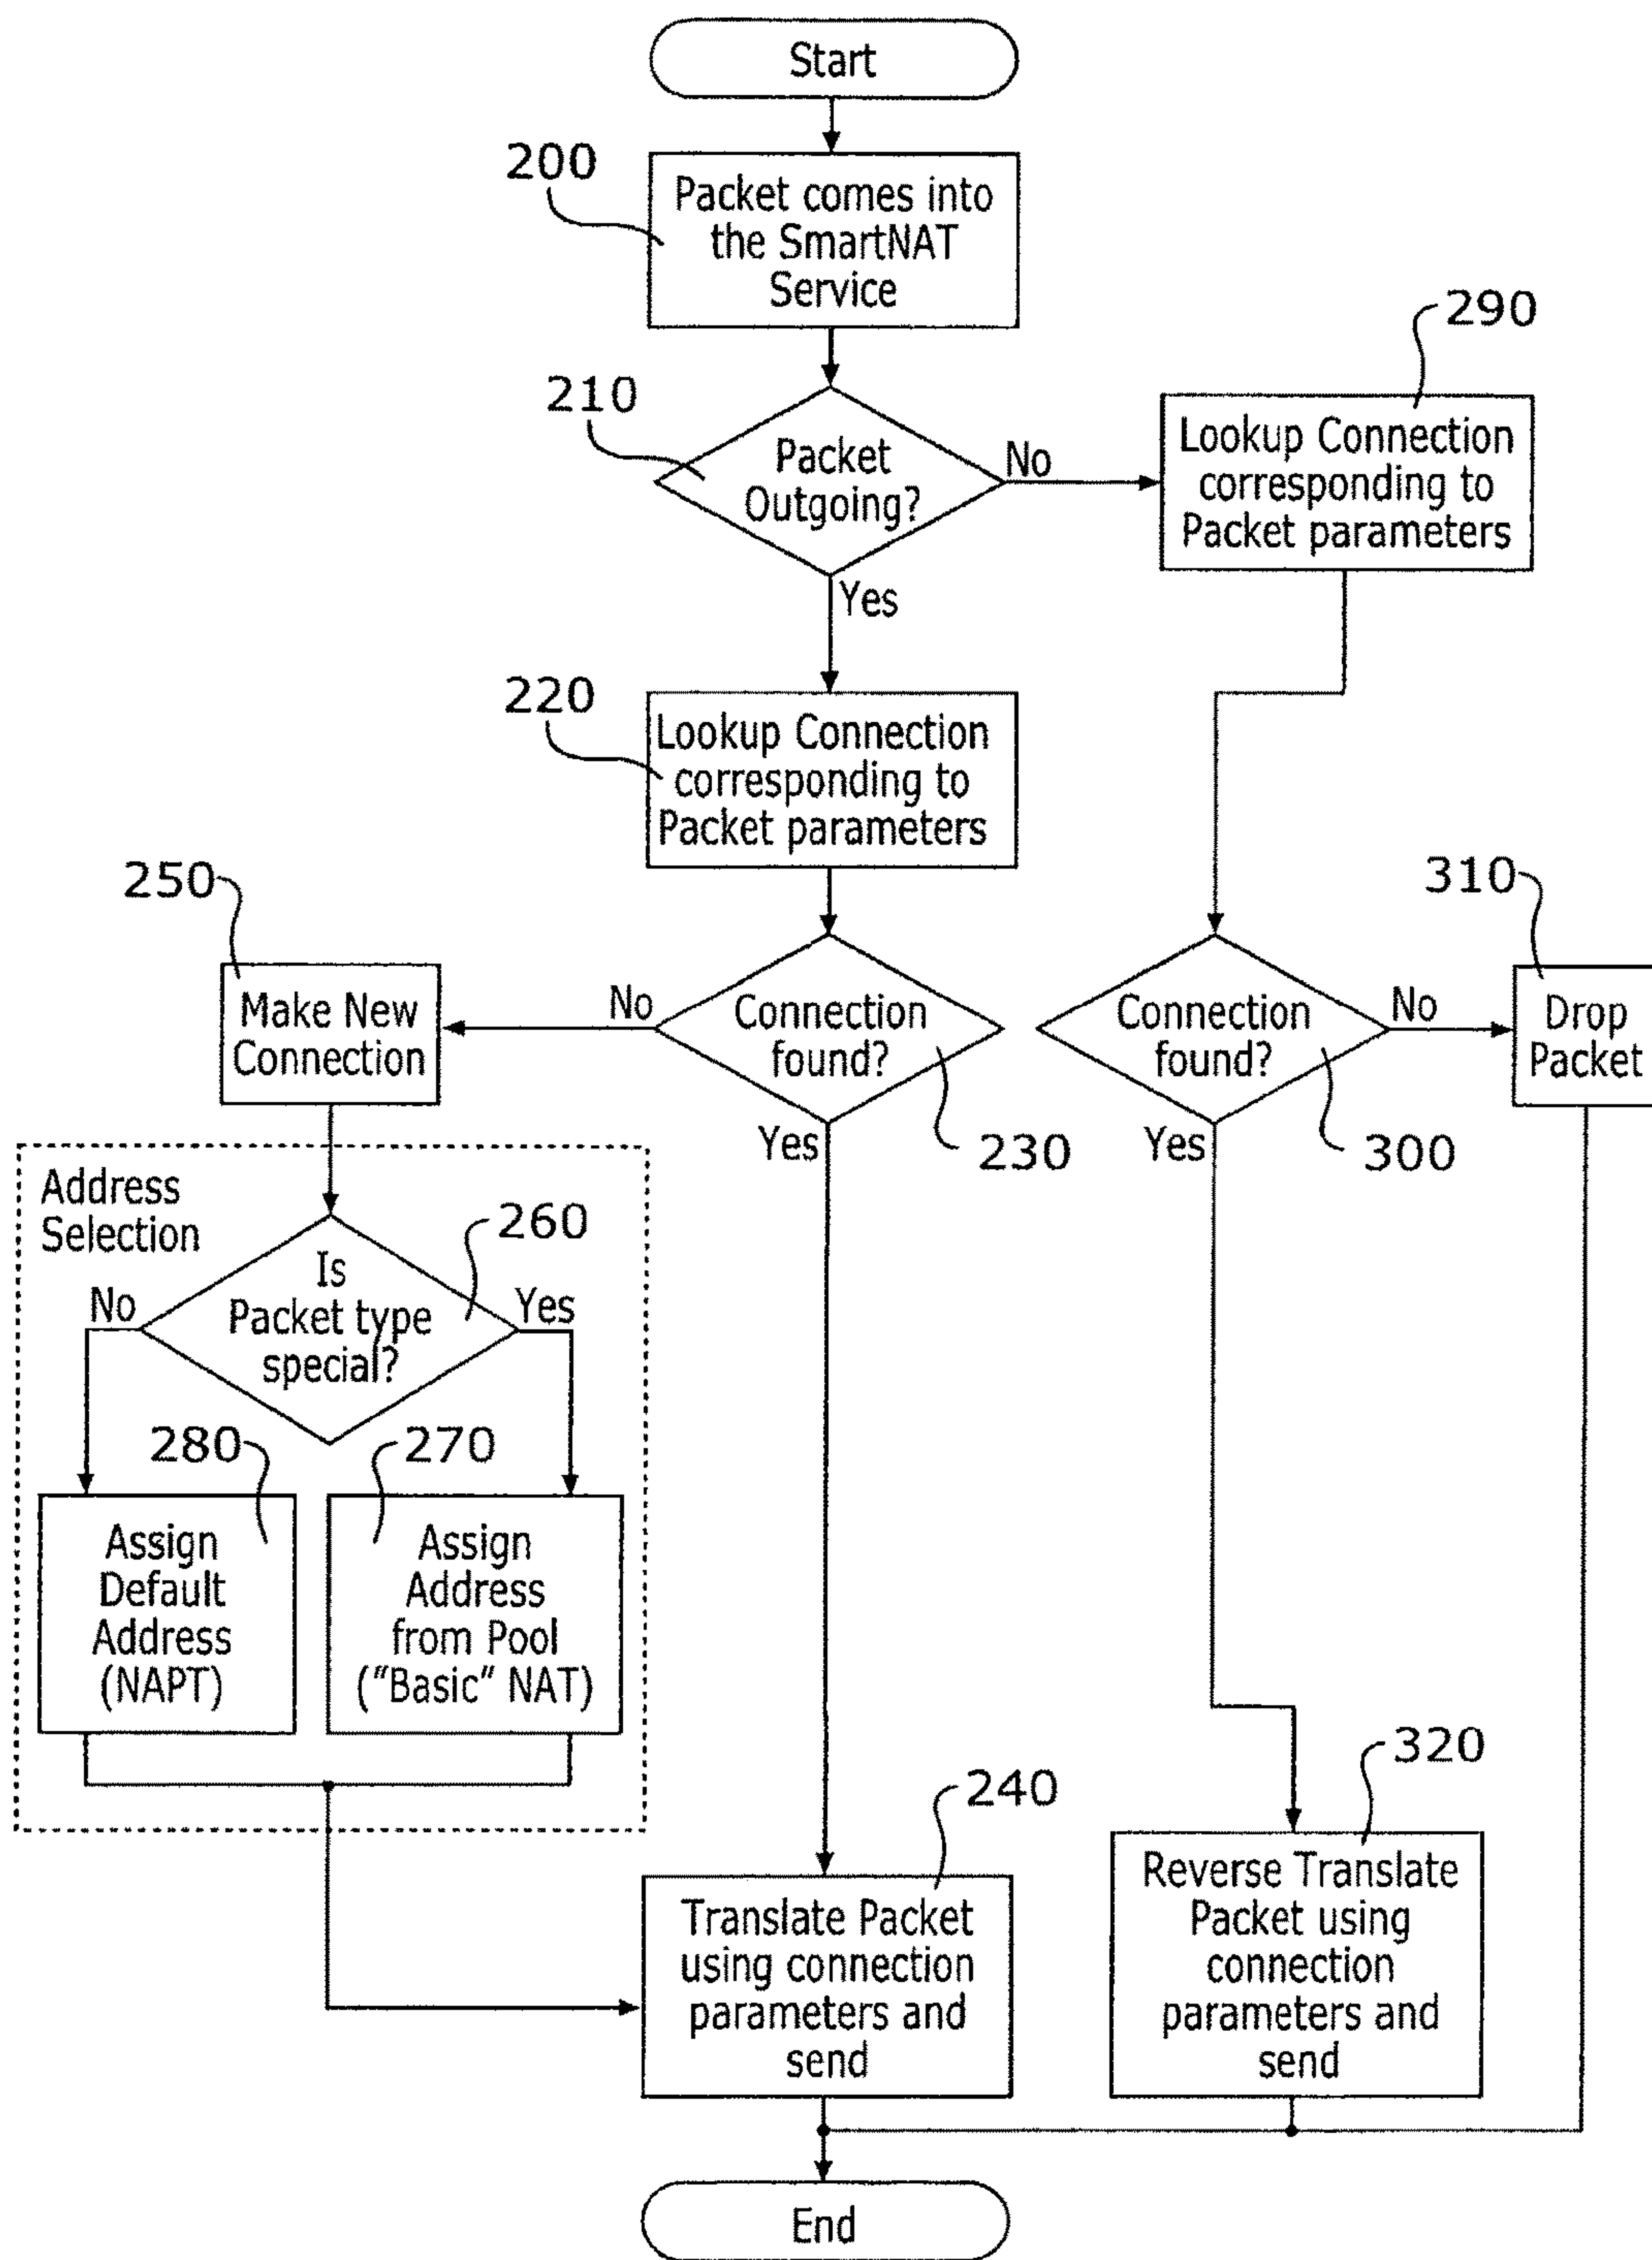 Start
200
Packet comes into
the SmartNAT
Service
290
210
Packet
Outgoing?
No
Lookup Connection
corresponding to
Packet parameters
Yes
220
Lookup Connection
corresponding to
Packet parameters
250
310
Make New
Connection
No
Connection
found?
Connection
found?
No
Drop
Packet
Yes
230
Yes
300
Address
Selection
260
Is
Packet type
special?
No
Yes
280
270
Assign
Default
Address
(NAPT)
Assign
Address
from Pool
("Basic" NAT)
240
320
Translate Packet
using connection
parameters and
send
Reverse Translate
Packet using
connection
parameters and
send
End